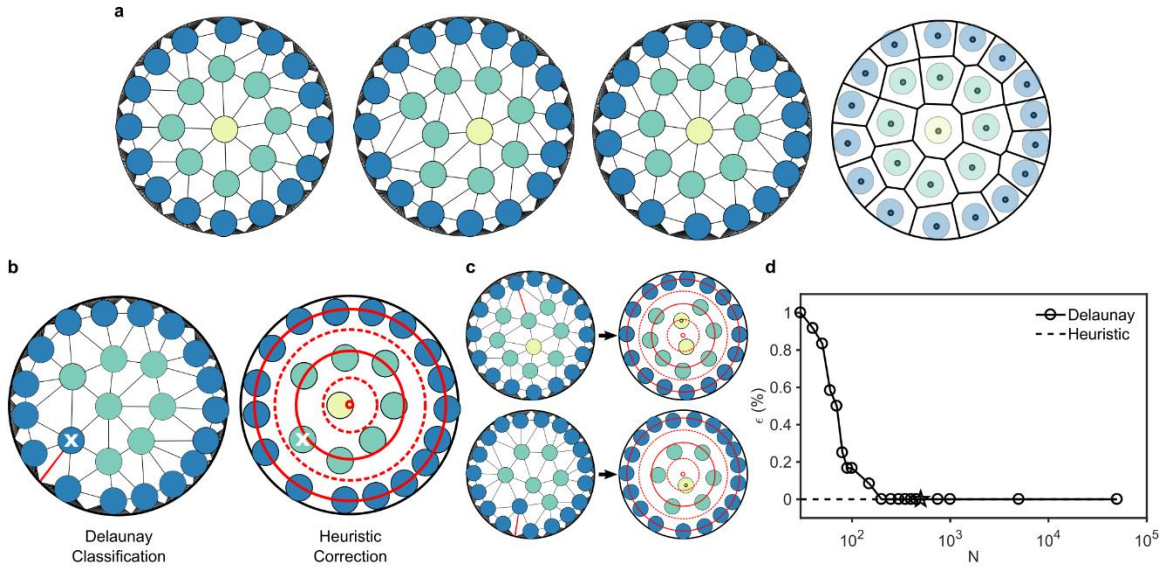 a
b
X
X
Delaunay
Classification
Heuristic
Correction
c
d
Delaunay
Heuristic
ϵ (%)
1
0.8
0.6
0.4
0.2
0
10²
10³
10⁴
10⁵
N